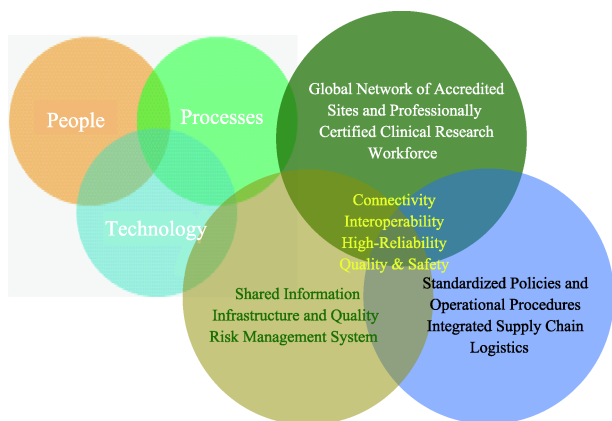 People
Processes
Technology
Global Network of Accredited
Sites and Professionally
Certified Clinical Research
Workforce
Connectivity
Interoperability
High-Reliability
Quality & Safety
Shared Information
Infrastructure and Quality
Risk Management System
Standardized Policies and
Operational Procedures
Integrated Supply Chain
Logistics